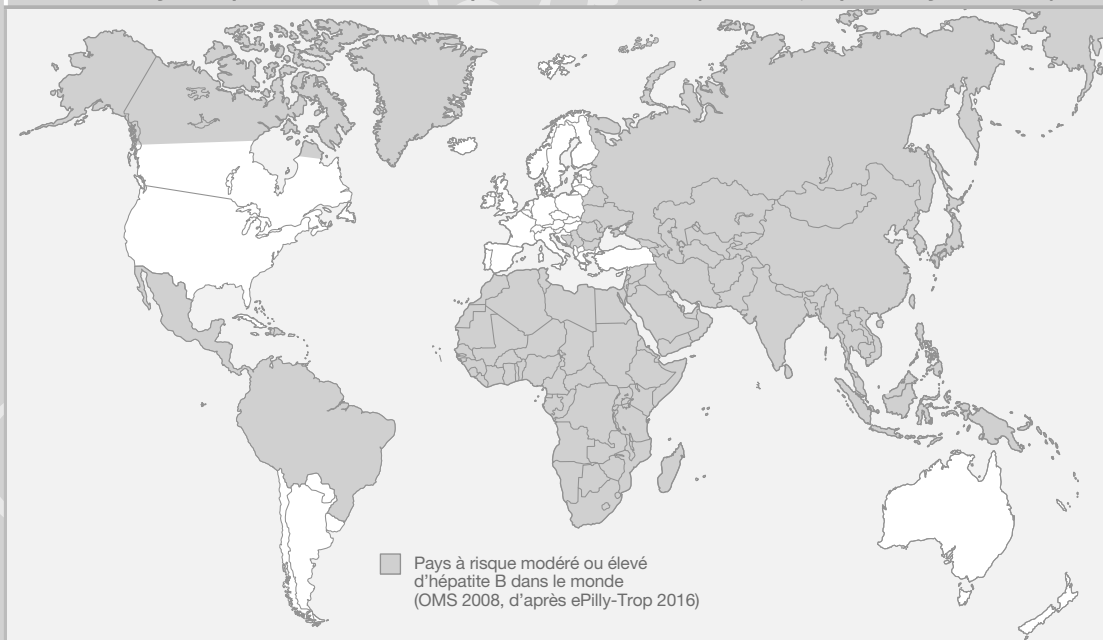 Pays à risque modéré ou élevé
d'hépatite B dans le monde
(OMS 2008, d'après ePilly-Trop 2016)